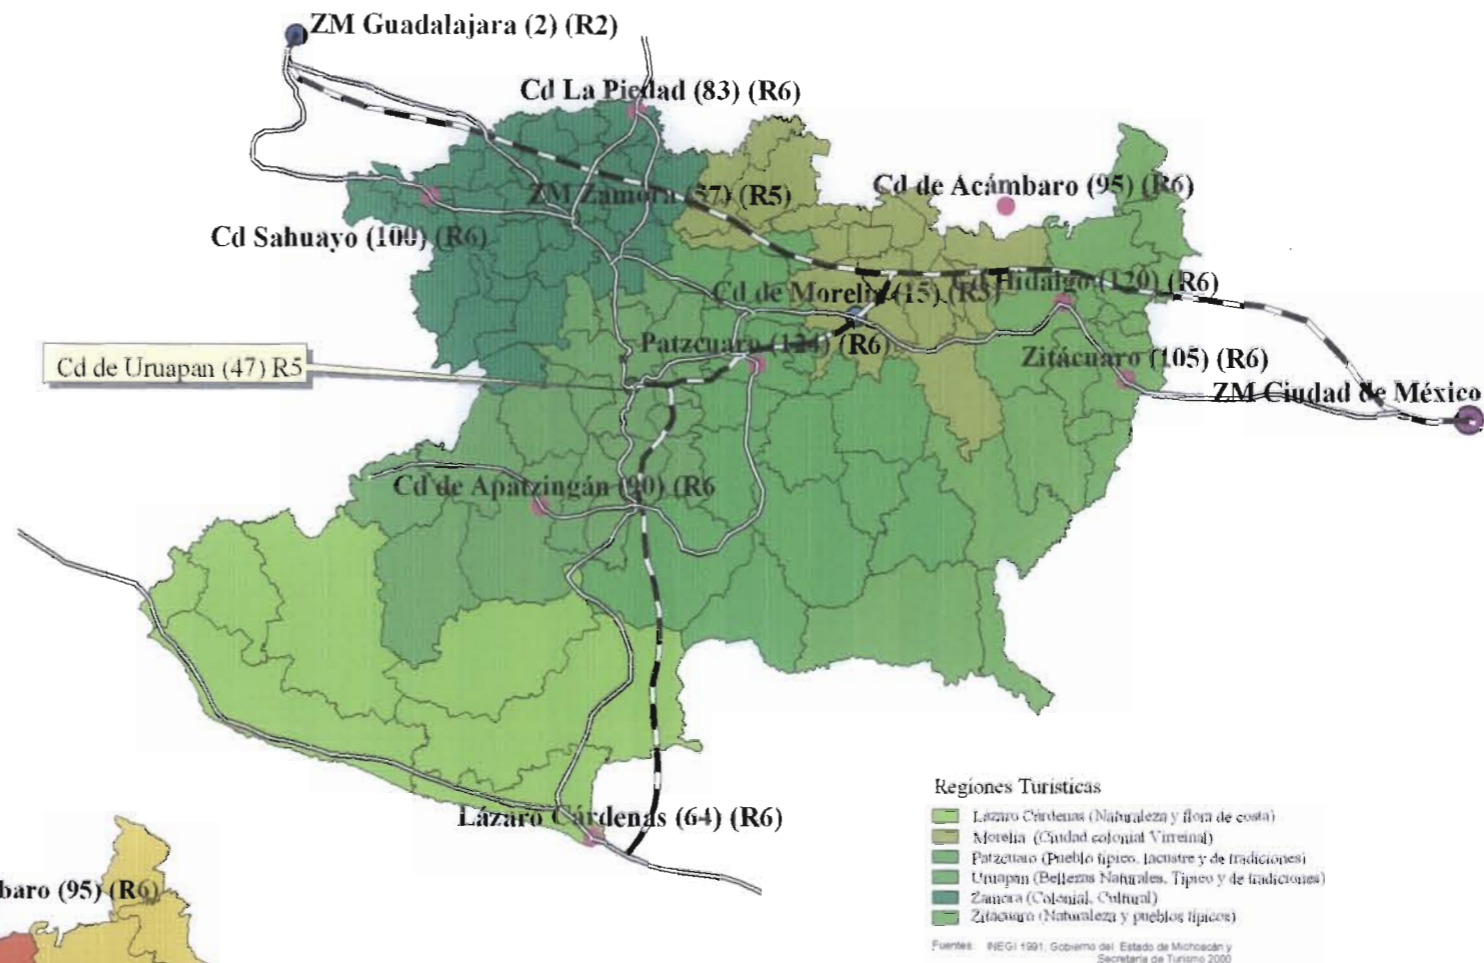 ZM Guadalajara (2) (R2)
Cd La Piedad (83) (R6)
ZM Zamora (57) (R5)
Cd de Acámbaro (95) (R6)
Cd Sahuayo (100) (R6)
Cd de Morelia (15) (R3)
Cd Hidalgo (120) (R6)
Patzcuaro (124) (R6)
Zitácuaro (105) (R6)
Cd de Uruapan (47) R5
ZM Ciudad de México
Cd de Apatzingán (90) (R6
Lázaro Cárdenas (64) (R6)
baro (95) (R6)
Regiones Turisticas
Lázaro Cárdenas (Naturaleza y flora de costa)
Morelia (Ciudad colonial Virreinal)
Patzcuaro (Pueblo típico, lacustre y de tradiciones)
Uruapan (Bellezas Naturales, Tipico y de tradiciones)
Zamora (Colonial, Cultural)
Zitácuaro (Naturaleza y pueblos típicos)
Fuentes: INEGI 1991, Gobierno del Estado de Michoacán y
Secretaria de Turismo 2000